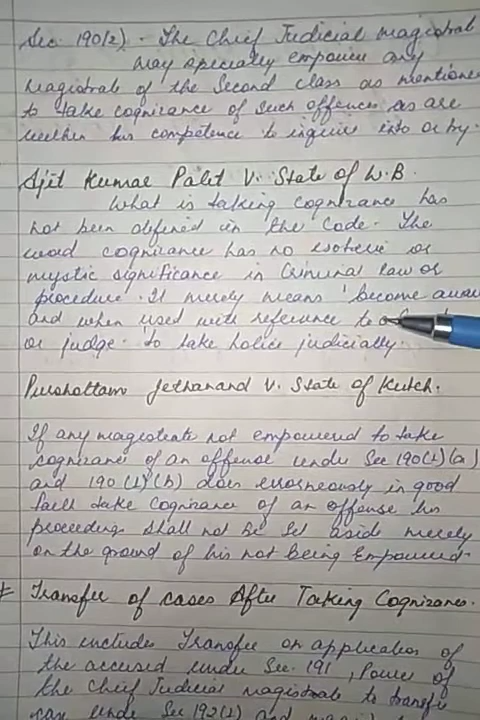 Sec. 190(2) - The Chief Judicial magistrate
may specially empower any
magistrate of the Second class as mentione
to take cognizance of such offences as are
within his competence to inquire into or try.
Ajit Kumar Palit V. State of W.B.
What is taking cognizance has
not been defined in the Code. The
word cognizance has no esoteric or
mystic significance in Criminal law or
procedure. It merely means 'become awar
and when used with reference to
or judge. 'to take notice judicially.
Purshottam Jethanand V. State of Kutch.
If any magistrate not empowered to take
cognizance of an offense under Sec 190(1)(a)
and 190(1)(b) does erroneously in good
faith take Cognizance of an offense his
proceeding shall not be set aside merely
on the ground of his not being Empowered.
Transfer of cases After Taking Cognizance.
This includes Transfer on application of
the accused under Sec. 191, Power of
the Chief Judicial magistrate to transfer
case under Sec 192(1) and